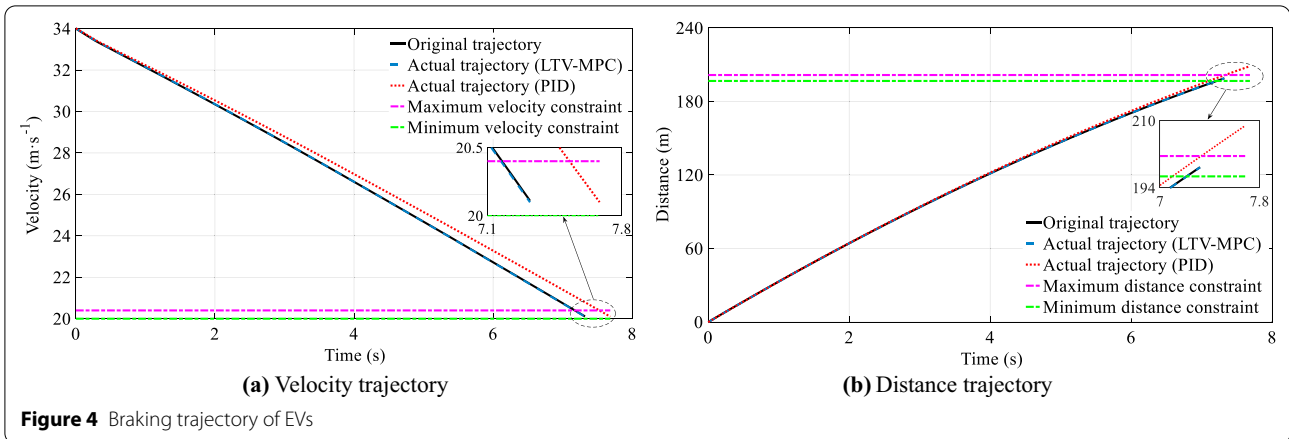 34
32
30
28
26
24
22
20
Velocity (m·s⁻¹)
Original trajectory
Actual trajectory (LTV-MPC)
Actual trajectory (PID)
Maximum velocity constraint
Minimum velocity constraint
20.5
20
7.1
7.8
0
2
4
6
8
Time (s)
(a) Velocity trajectory
240
180
120
60
0
Distance (m)
210
194
7
7.8
Original trajectory
Actual trajectory (LTV-MPC)
Actual trajectory (PID)
Maximum distance constraint
Minimum distance constraint
0
2
4
6
8
Time (s)
(b) Distance trajectory
Figure 4 Braking trajectory of EVs